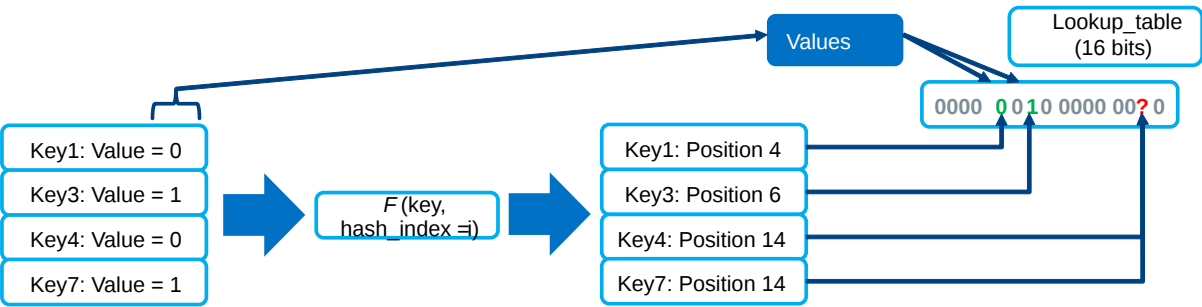 Values
Lookup_table
(16 bits)
0000 0 0 1 0 0000 00 ? 0
Key1: Value = 0
Key3: Value = 1
Key4: Value = 0
Key7: Value = 1
F (key,
hash_index =i)
Key1: Position 4
Key3: Position 6
Key4: Position 14
Key7: Position 14